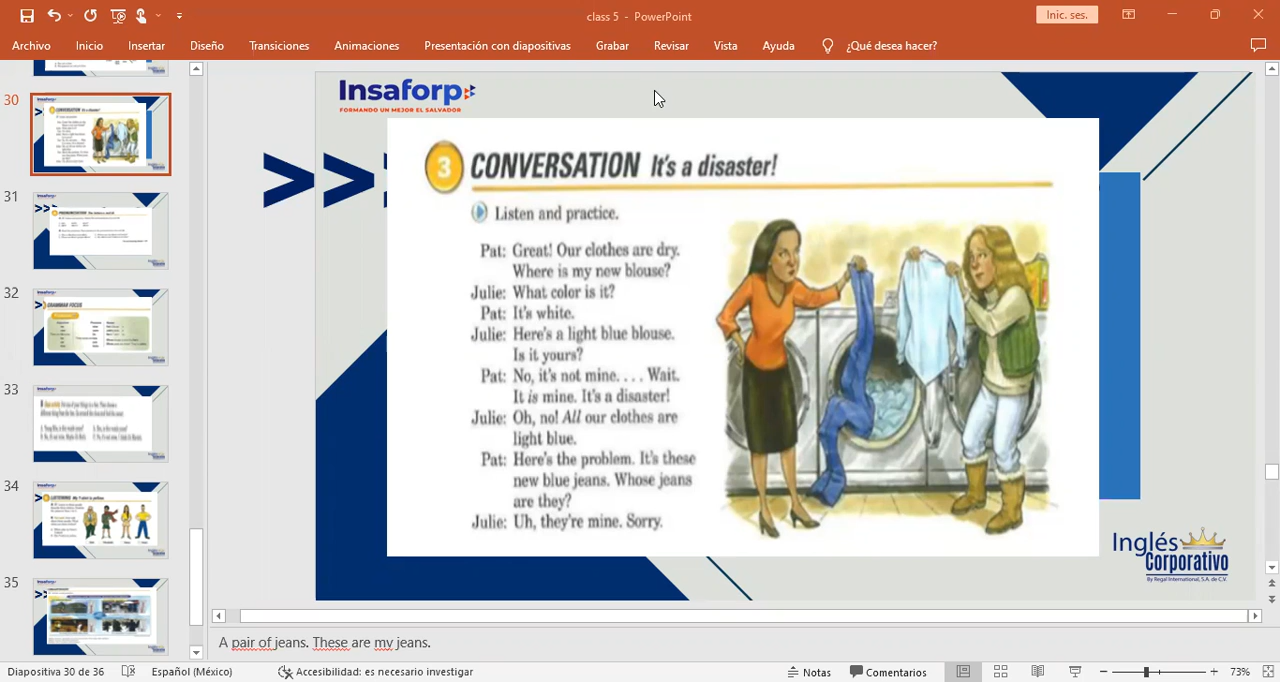 class 5 - PowerPoint
Inic. ses.
Archivo Inicio Insertar Diseño Transiciones Animaciones Presentación con diapositivas Grabar Revisar Vista Ayuda ¿Qué desea hacer?
30
31
32
33
34
35
Insaforp
FORMANDO UN MEJOR EL SALVADOR
3 CONVERSATION It's a disaster!
Listen and practice.
Pat: Great! Our clothes are dry.
Where is my new blouse?
Julie: What color is it?
Pat: It's white.
Julie: Here's a light blue blouse.
Is it yours?
Pat: No, it's not mine. . . . Wait.
It is mine. It's a disaster!
Julie: Oh, no! All our clothes are
light blue.
Pat: Here's the problem. It's these
new blue jeans. Whose jeans
are they?
Julie: Uh, they're mine. Sorry.
Inglés
Corporativo
By Regal International, S.A. de C.V.
A pair of jeans. These are my jeans.
Diapositiva 30 de 36 Español (México) Accesibilidad: es necesario investigar Notas Comentarios 73%